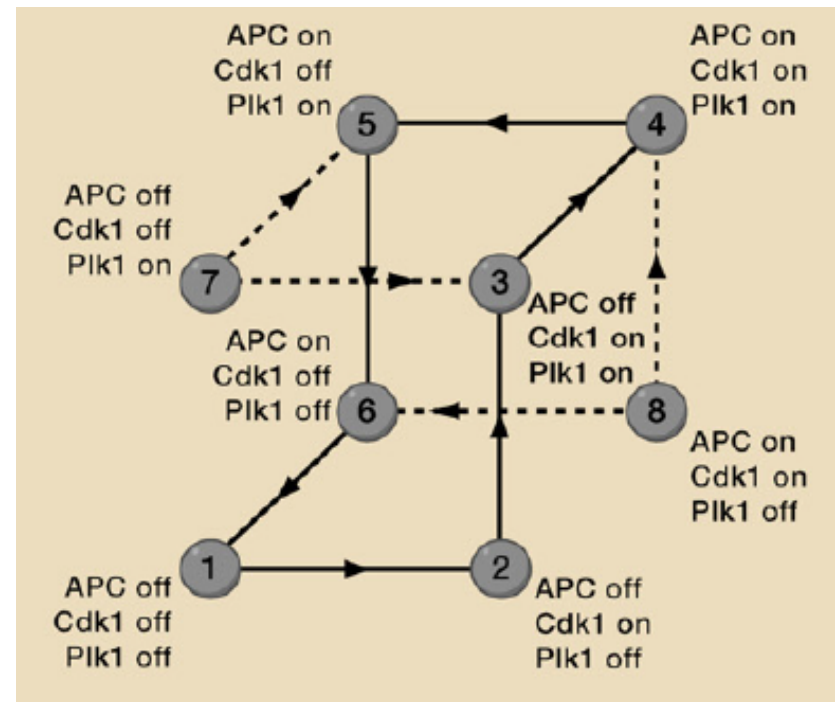 APC on
Cdk1 off
Plk1 on
5
APC on
Cdk1 on
Plk1 on
4
APC off
Cdk1 off
Plk1 on
7
3
APC off
Cdk1 on
Plk1 on
APC on
Cdk1 off
Plk1 off
6
8
APC on
Cdk1 on
Plk1 off
1
APC off
Cdk1 off
Plk1 off
2
APC off
Cdk1 on
Plk1 off